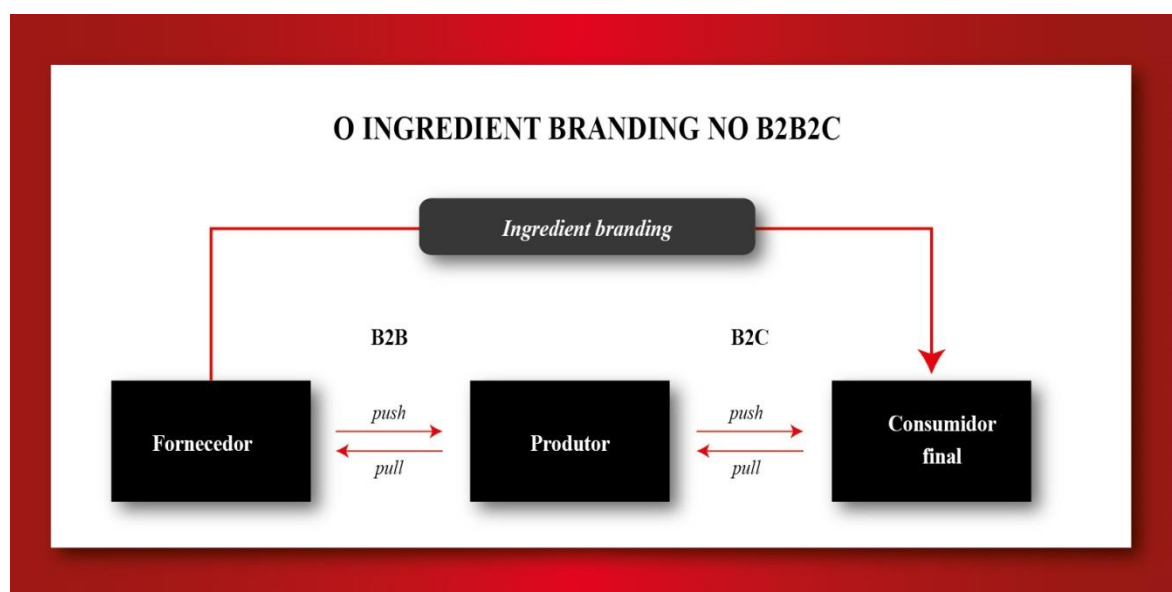 O INGREDIENT BRANDING NO B2B2C
Ingredient branding
B2B
B2C
Fornecedor
push
pull
Produtor
push
pull
Consumidor
final